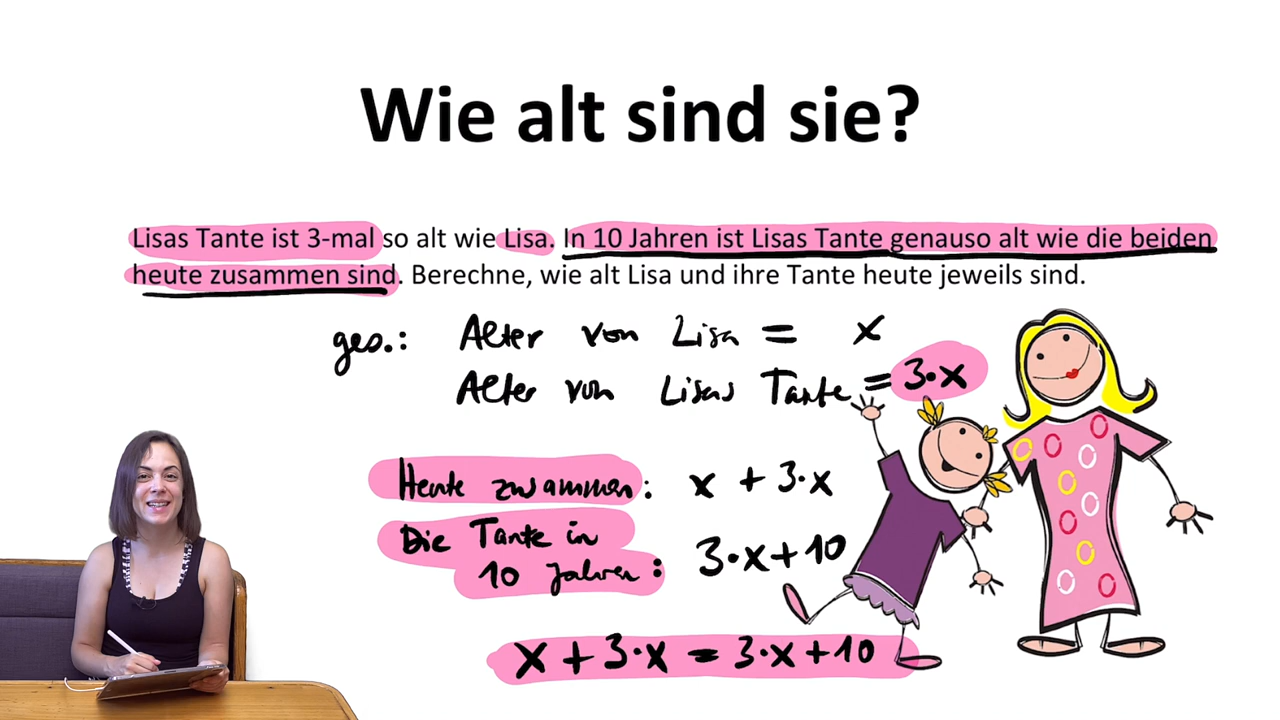 Wie alt sind sie?
Lisas Tante ist 3-mal so alt wie Lisa. In 10 Jahren ist Lisas Tante genauso alt wie die beiden
heute zusammen sind. Berechne, wie alt Lisa und ihre Tante heute jeweils sind.
ges.: Alter von Lisa = x
Alter von Lisas Tante = 3·x
Heute zusammen: x + 3·x
Die Tante in
10 Jahren: 3·x+10
x + 3·x = 3·x+10